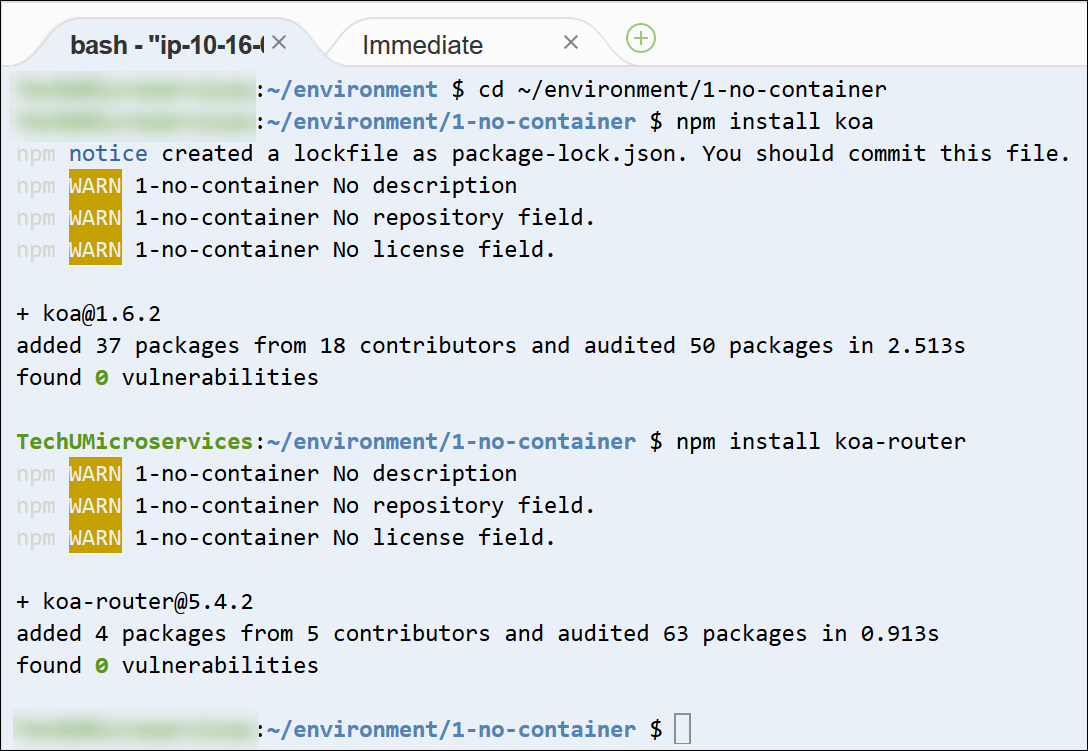 bash - "ip-10-16-
Immediate
:~/environment $ cd ~/environment/1-no-container
:~/environment/1-no-container $ npm install koa
npm notice created a lockfile as package-lock.json. You should commit this file.
npm WARN 1-no-container No description
npm WARN 1-no-container No repository field.
npm WARN 1-no-container No license field.
+ koa@1.6.2
added 37 packages from 18 contributors and audited 50 packages in 2.513s
found 0 vulnerabilities
TechUMicroservices:~/environment/1-no-container $ npm install koa-router
npm WARN 1-no-container No description
npm WARN 1-no-container No repository field.
npm WARN 1-no-container No license field.
+ koa-router@5.4.2
added 4 packages from 5 contributors and audited 63 packages in 0.913s
found 0 vulnerabilities
:~/environment/1-no-container $